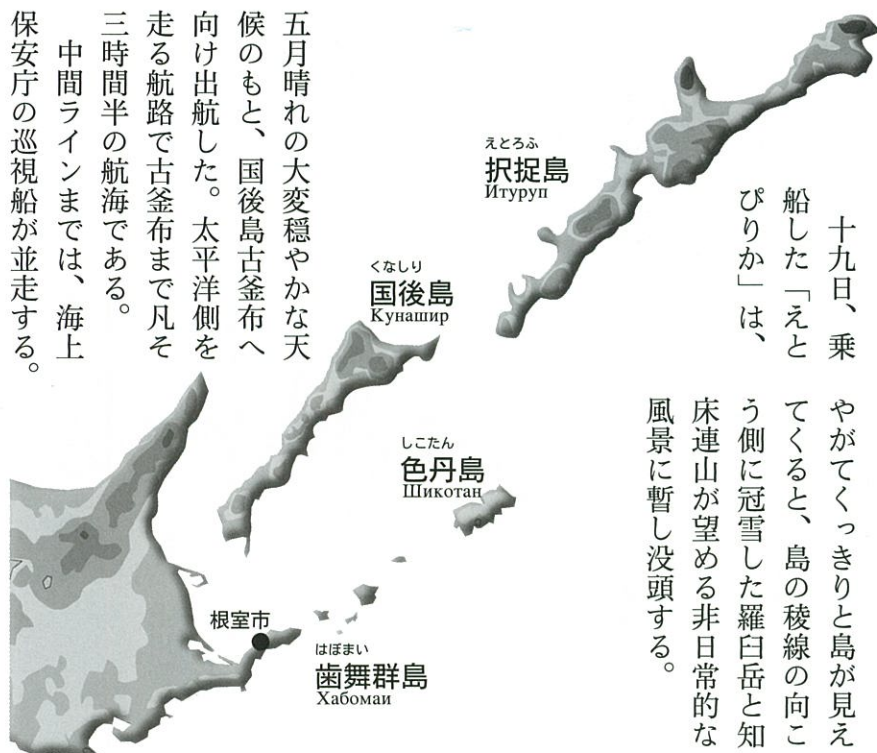 十九日、乗
船した「えと
ぴりか」は、
五月晴れの大変穏やかな天
候のもと、国後島古釜布へ
向け出航した。太平洋側を
走る航路で古釜布まで凡そ
三時間半の航海である。
中間ラインまでは、海上
保安庁の巡視船が並走する。
やがてくっきりと島が見え
てくると、島の稜線の向こ
う側に冠雪した羅臼岳と知
床連山が望める非日常的な
風景に暫し没頭する。
えとろふ
択捉島
Итуруп
くなしり
国後島
Кунашир
しこたん
色丹島
Шикотан
根室市
はぼまい
歯舞群島
Хабомаи